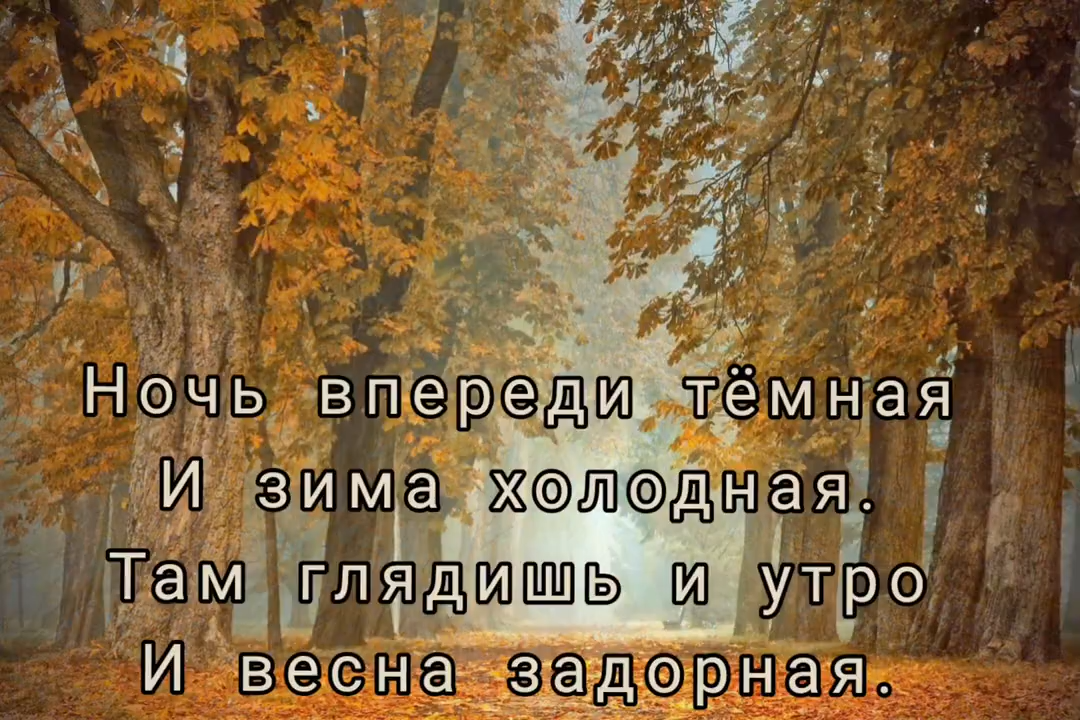 Ночь впереди тёмная
И зима холодная.
Там глядишь и утро
И весна задорная.